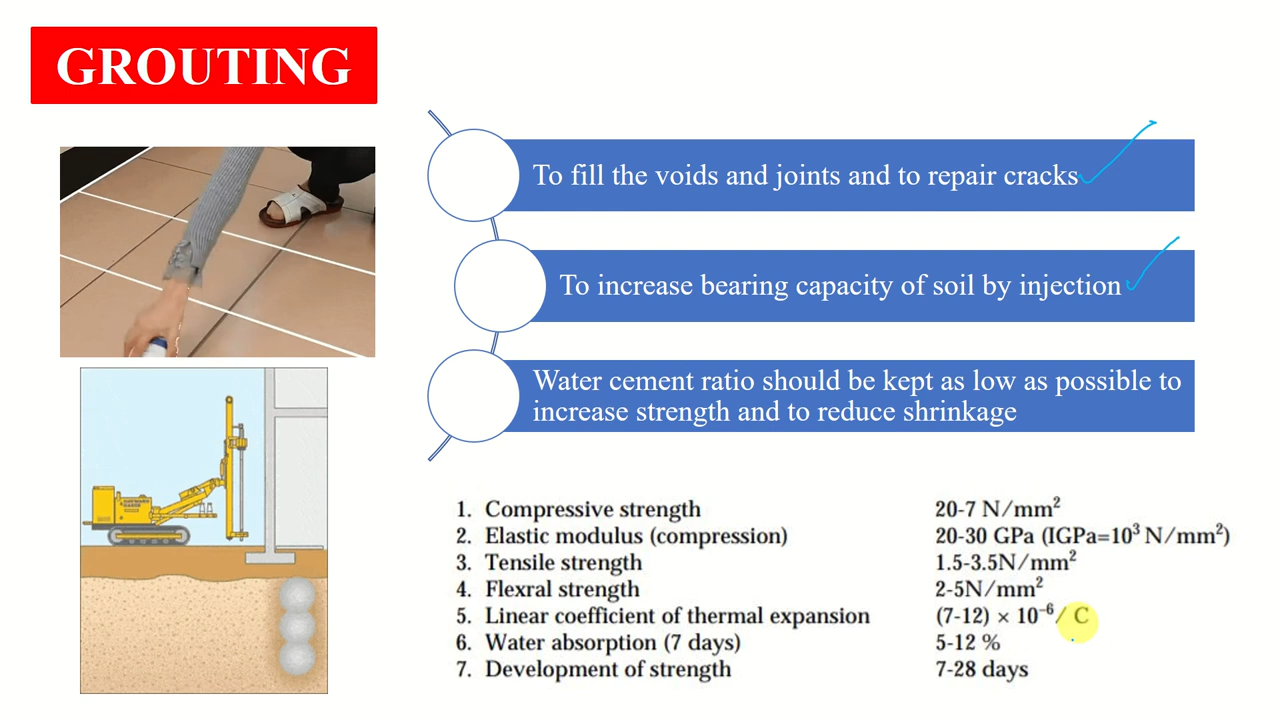 GROUTING
To fill the voids and joints and to repair cracks
To increase bearing capacity of soil by injection
Water cement ratio should be kept as low as possible to
increase strength and to reduce shrinkage
1. Compressive strength 20-7 N/mm²
2. Elastic modulus (compression) 20-30 GPa (IGPa=10³ N/mm²)
3. Tensile strength 1.5-3.5N/mm²
4. Flexral strength 2-5N/mm²
5. Linear coefficient of thermal expansion (7-12) × 10⁻⁶/ C
6. Water absorption (7 days) 5-12 %
7. Development of strength 7-28 days